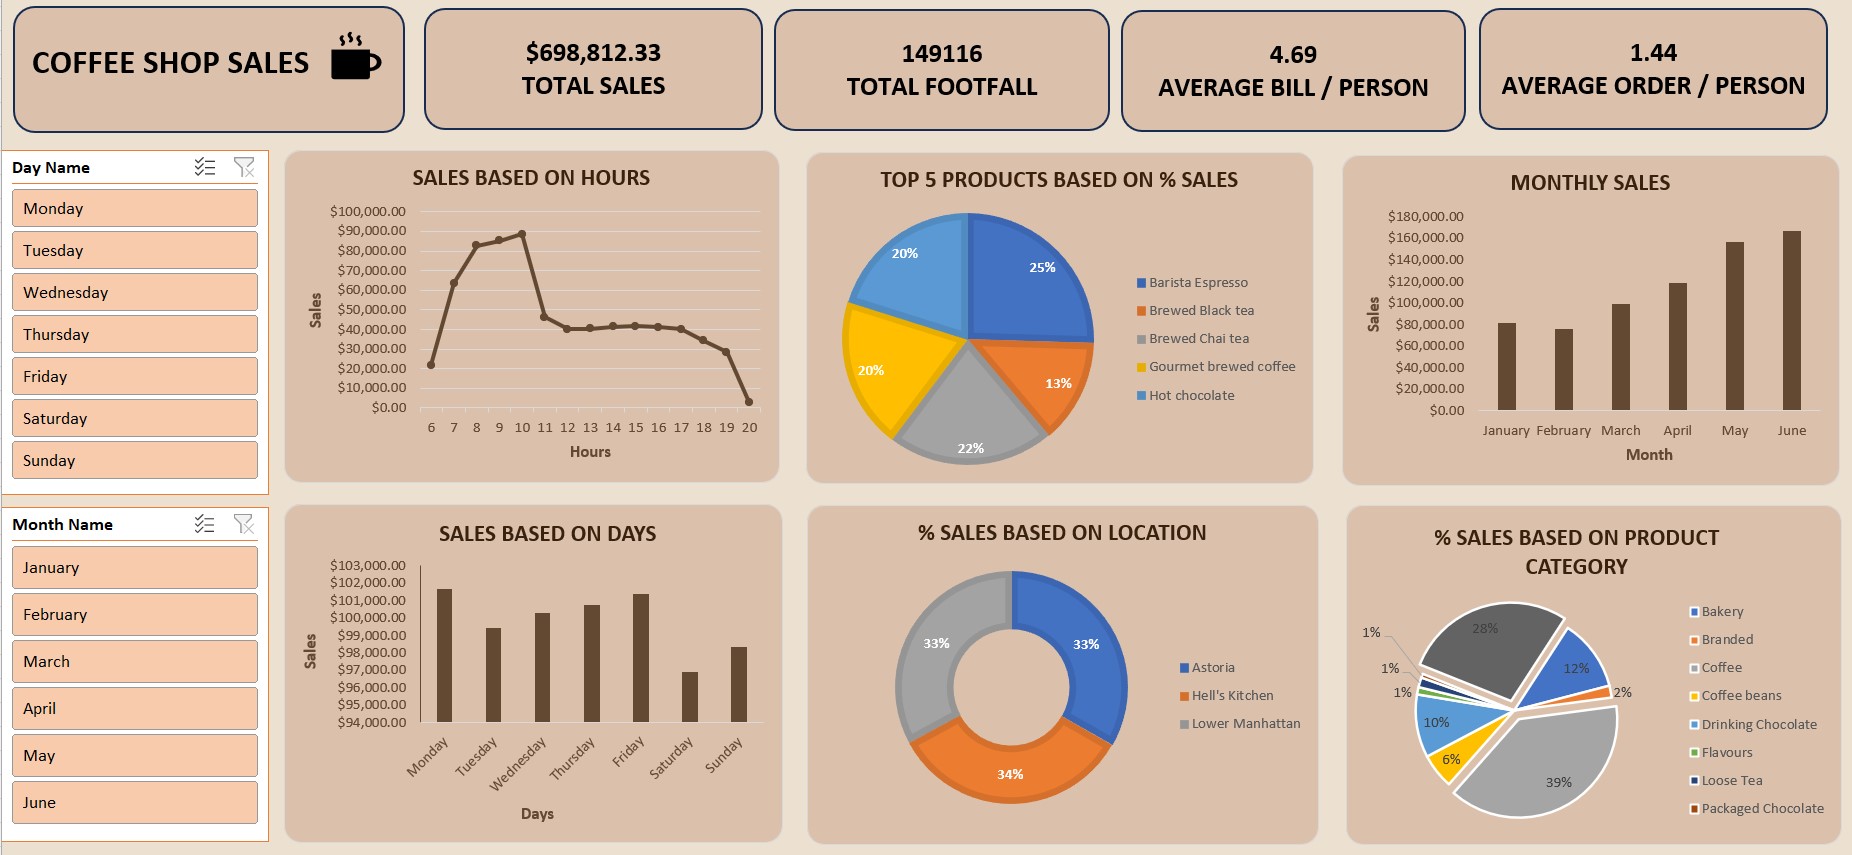 COFFEE SHOP SALES
$698,812.33
TOTAL SALES
149116
TOTAL FOOTFALL
4.69
AVERAGE BILL / PERSON
1.44
AVERAGE ORDER / PERSON
Day Name
Monday
Tuesday
Wednesday
Thursday
Friday
Saturday
Sunday
SALES BASED ON HOURS
$100,000.00
$90,000.00
$80,000.00
$70,000.00
$60,000.00
$50,000.00
$40,000.00
$30,000.00
$20,000.00
$10,000.00
$0.00
Sales
6 7 8 9 10 11 12 13 14 15 16 17 18 19 20
Hours
TOP 5 PRODUCTS BASED ON % SALES
20%
25%
20%
13%
22%
Barista Espresso
Brewed Black tea
Brewed Chai tea
Gourmet brewed coffee
Hot chocolate
MONTHLY SALES
$180,000.00
$160,000.00
$140,000.00
$120,000.00
$100,000.00
$80,000.00
$60,000.00
$40,000.00
$20,000.00
$0.00
Sales
January February March April May June
Month
Month Name
January
February
March
April
May
June
SALES BASED ON DAYS
$103,000.00
$102,000.00
$101,000.00
$100,000.00
$99,000.00
$98,000.00
$97,000.00
$96,000.00
$95,000.00
$94,000.00
Sales
Monday Tuesday Wednesday Thursday Friday Saturday Sunday
Days
% SALES BASED ON LOCATION
33%
33%
34%
Astoria
Hell's Kitchen
Lower Manhattan
% SALES BASED ON PRODUCT
CATEGORY
28%
1%
12%
1%
1%
2%
10%
6%
39%
Bakery
Branded
Coffee
Coffee beans
Drinking Chocolate
Flavours
Loose Tea
Packaged Chocolate